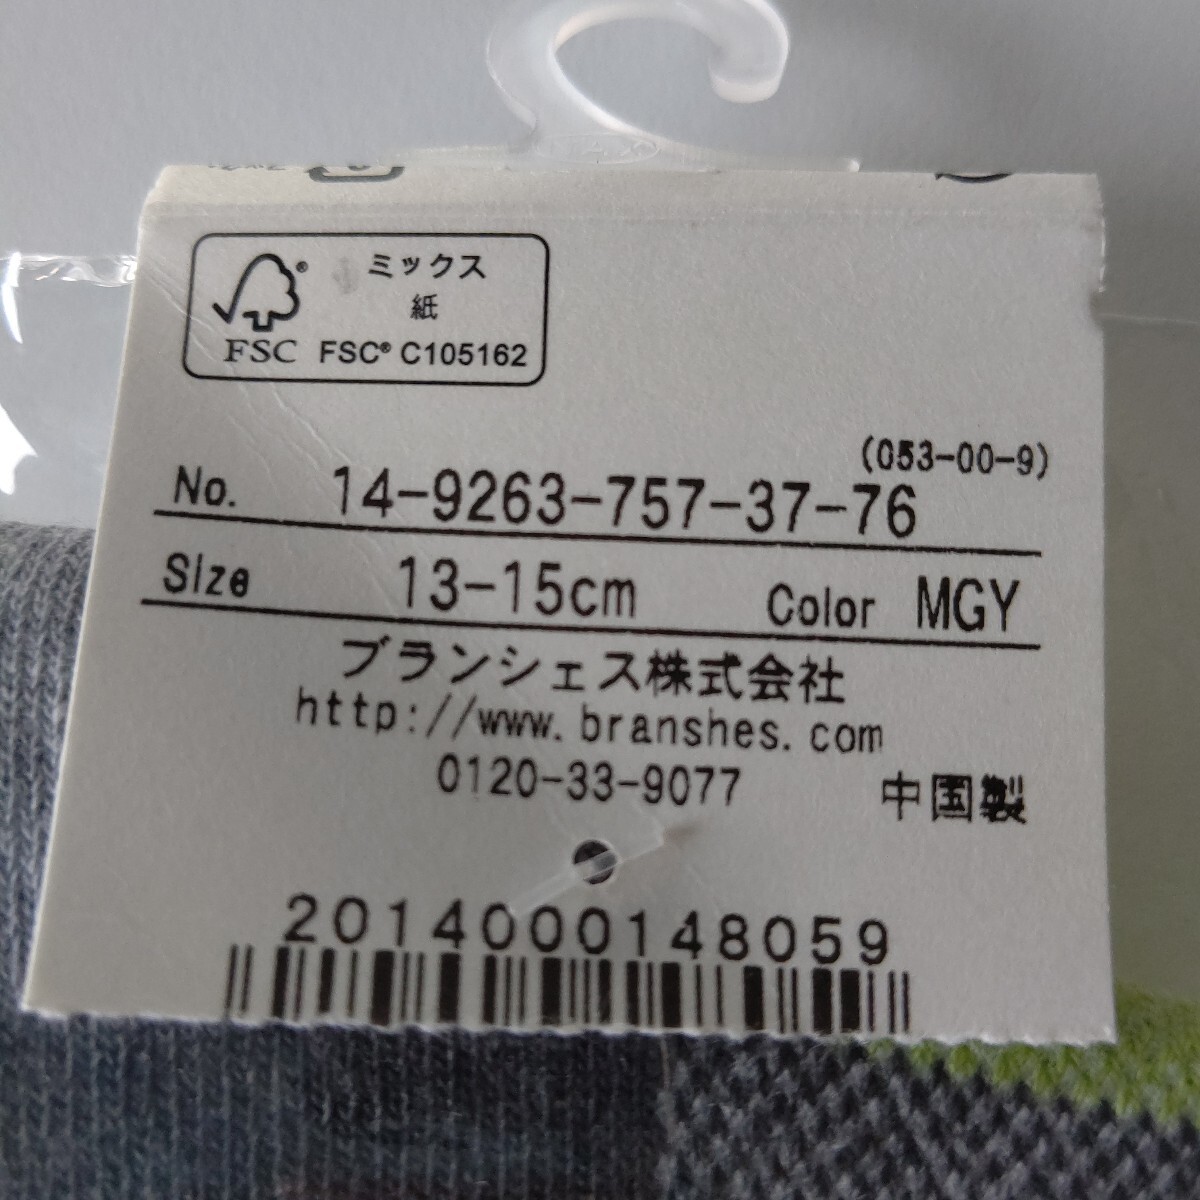 ミックス
紙
FSC® FSC® C105162
(053-00-9)
No. 14-9263-757-37-76
Size 13-15cm Color MGY
ブランシェス株式会社
http://www.branshes.com
0120-33-9077
中国製
2014000148059